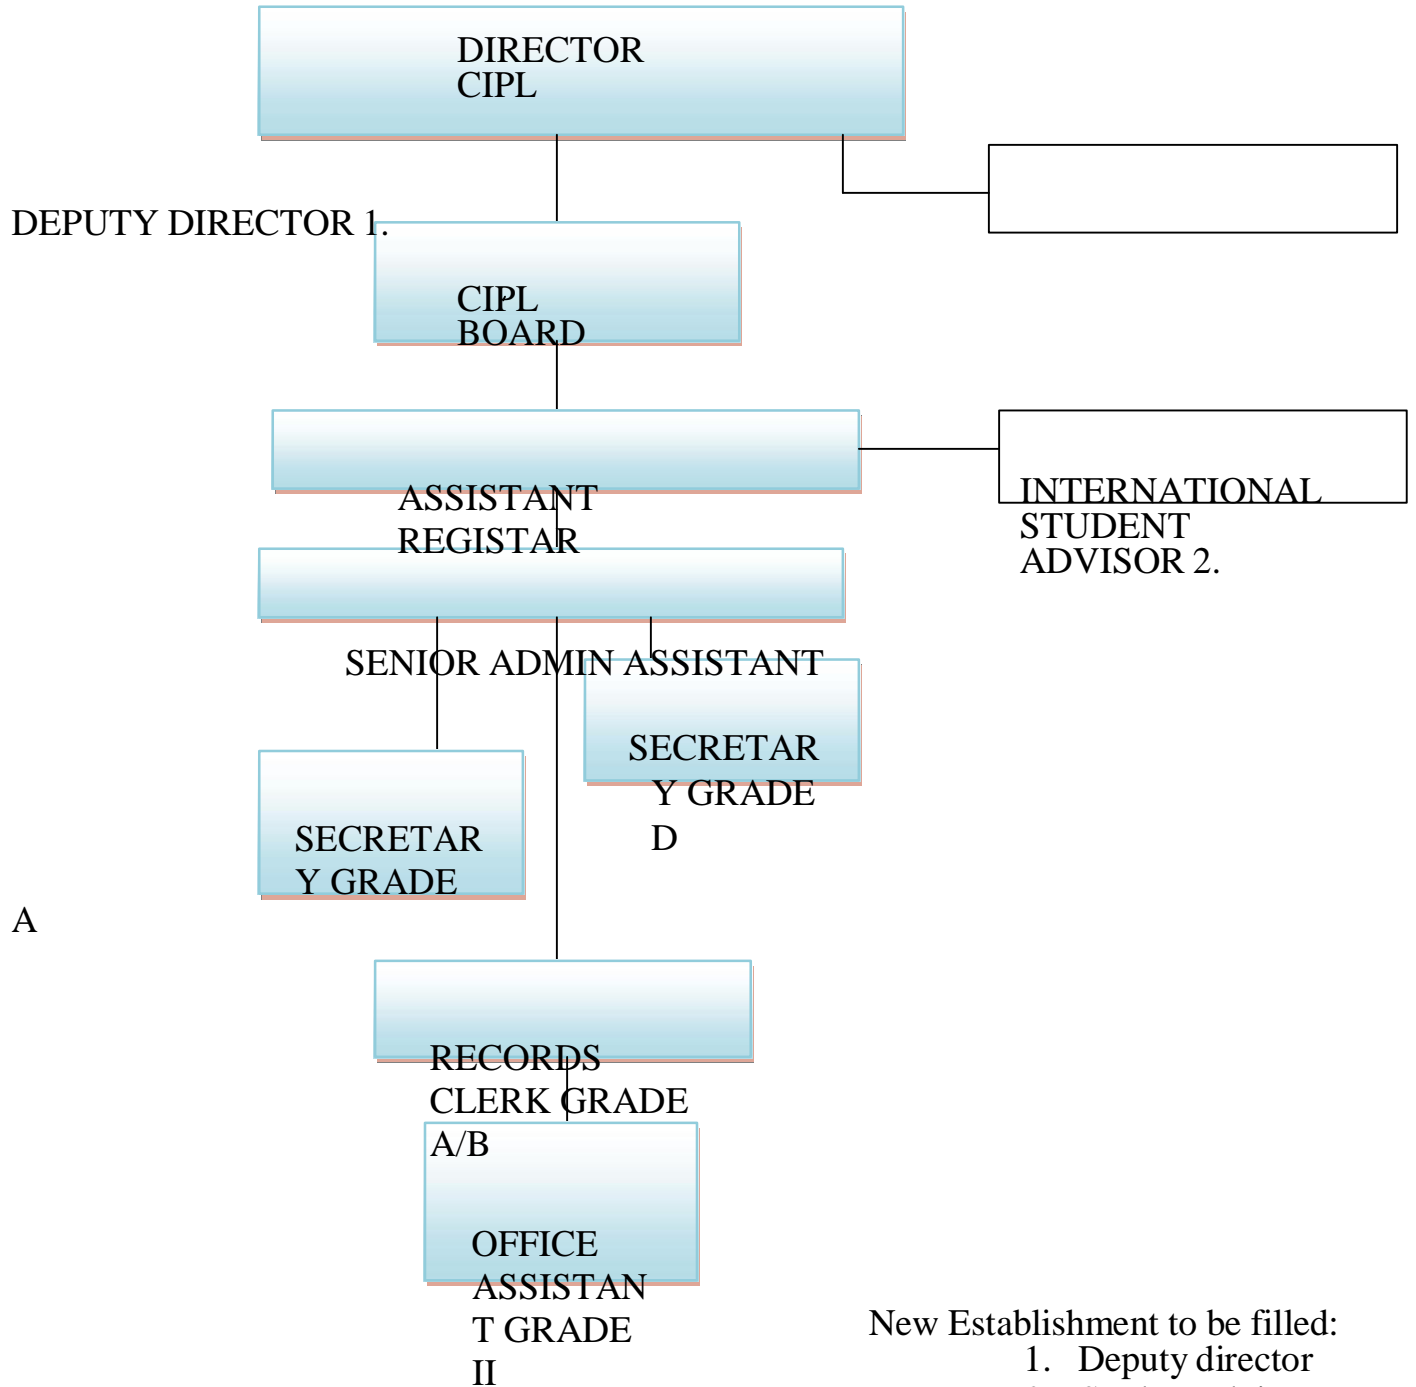 DIRECTOR
CIPL
DEPUTY DIRECTOR 1.
CIPL
BOARD
ASSISTANT
REGISTAR
INTERNATIONAL
STUDENT
ADVISOR 2.
SENIOR ADMIN ASSISTANT
SECRETAR
Y GRADE
D
SECRETAR
Y GRADE
A
RECORDS
CLERK GRADE
A/B
OFFICE
ASSISTAN
T GRADE
II
New Establishment to be filled:
1. Deputy director